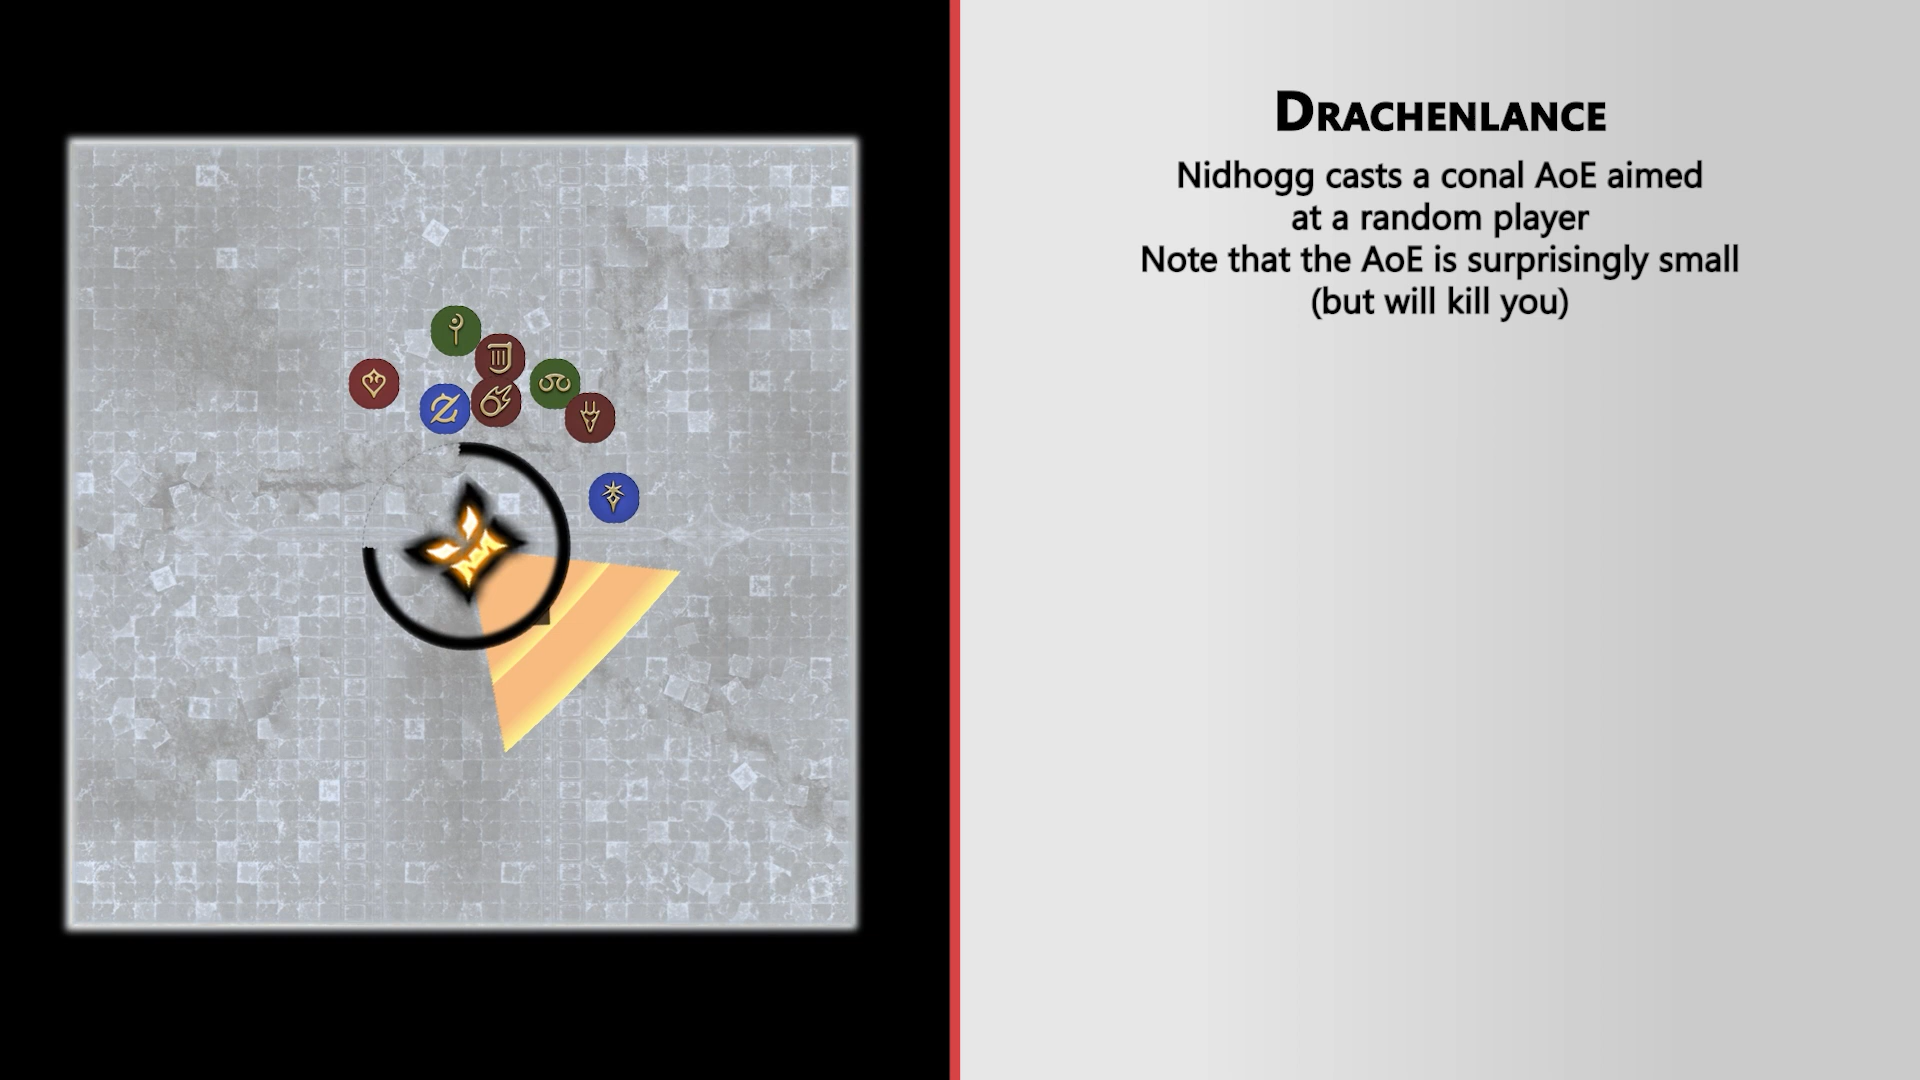 DRACHENLANCE
Nidhogg casts a conal AoE aimed
at a random player
Note that the AoE is surprisingly small
(but will kill you)